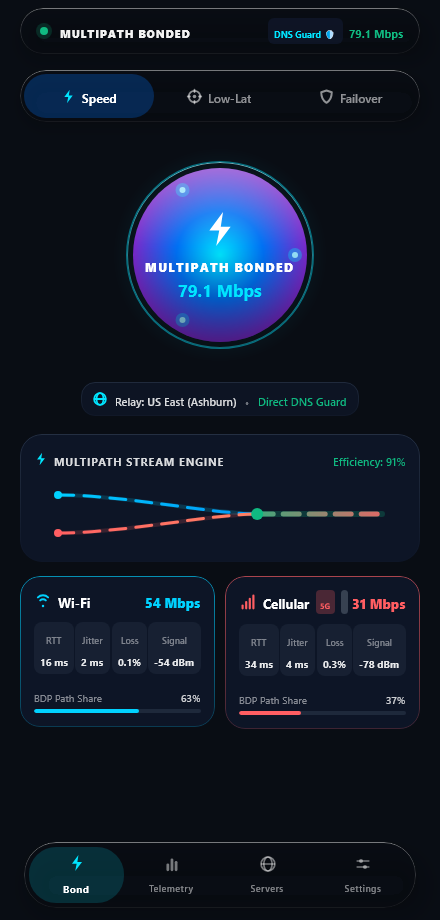 MULTIPATH BONDED DNS Guard 79.1 Mbps
Speed Low-Lat Failover
MULTIPATH BONDED
79.1 Mbps
Relay: US East (Ashburn) • Direct DNS Guard
MULTIPATH STREAM ENGINE Efficiency: 91%
Wi-Fi 54 Mbps
RTT Jitter Loss Signal
16 ms 2 ms 0.1% -54 dBm
BDP Path Share 63%
Cellular 5G 31 Mbps
RTT Jitter Loss Signal
34 ms 4 ms 0.3% -78 dBm
BDP Path Share 37%
Bond Telemetry Servers Settings